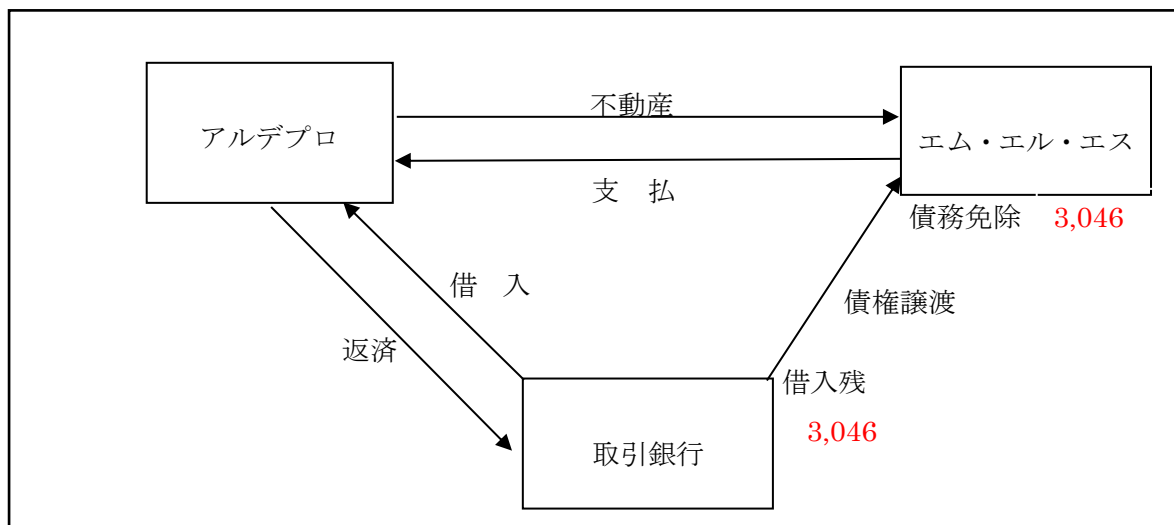 不動産
アルデプロ
エム・エル・エス
支 払
債務免除 3,046
借 入
債権譲渡
返済
借入残
3,046
取引銀行